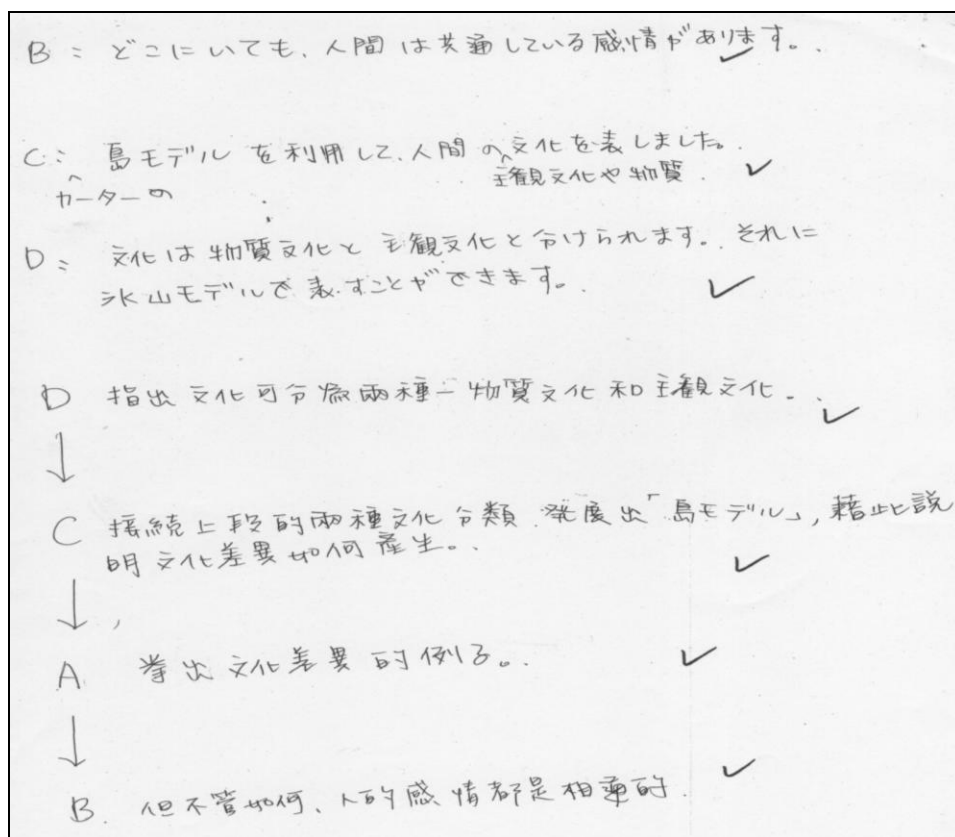 B: どこにいても、人間は共通している感情があります。
C: 島モデルを利用して、人間の文化を表しました。
カーターの 主観文化や物質
D: 文化は物質文化と主観文化と分けられます。それに
氷山モデルで表すことができます。
D 指出文化可分為兩種—物質文化和主觀文化。
↓
C 接続上段的兩種文化分類,発展出「島モデル」,藉此說
明文化差異如何產生。
↓
A 挙出文化差異的例子。
↓
B. 但不管如何、人的感情都是相通的.